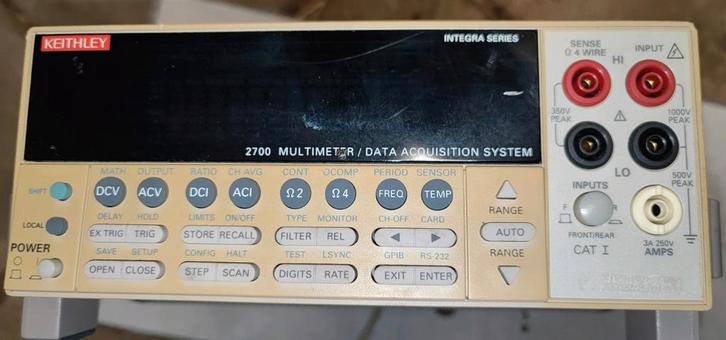 KEITHLEY
INTEGRA SERIES
2700 MULTIMETER / DATA ACQUISITION SYSTEM
SENSE
Ω 4 WIRE
INPUT
HI
350V
PEAK
1000V
PEAK
LO
500V
PEAK
INPUTS
F
R
FRONT/REAR
CAT I
3A 250V
AMPS
SHIFT
LOCAL
POWER
O
I
MATH OUTPUT RATIO CH AVG CONT OCOMP PERIOD SENSOR
DCV ACV DCI ACI Ω2 Ω4 FREQ TEMP
DELAY HOLD LIMITS ON/OFF TYPE MONITOR CH-OFF CARD
EX TRIG TRIG STORE RECALL FILTER REL ◀ ▶
SAVE SETUP CONFIG HALT TEST LSYNC GPIB RS-232
OPEN CLOSE STEP SCAN DIGITS RATE EXIT ENTER
△
RANGE
AUTO
RANGE
▽